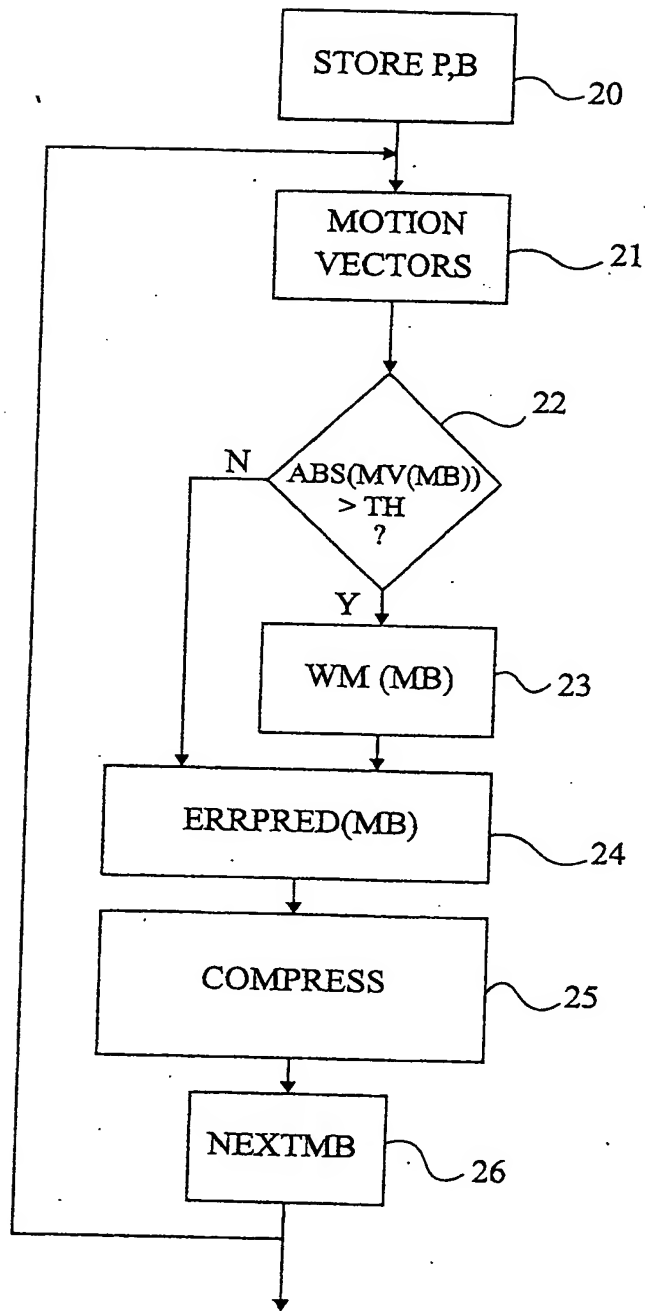 STORE P,B
20
MOTION
VECTORS
21
22
N
ABS(MV(MB))
> TH
?
Y
WM (MB)
23
ERRPRED(MB)
24
COMPRESS
25
NEXTMB
26